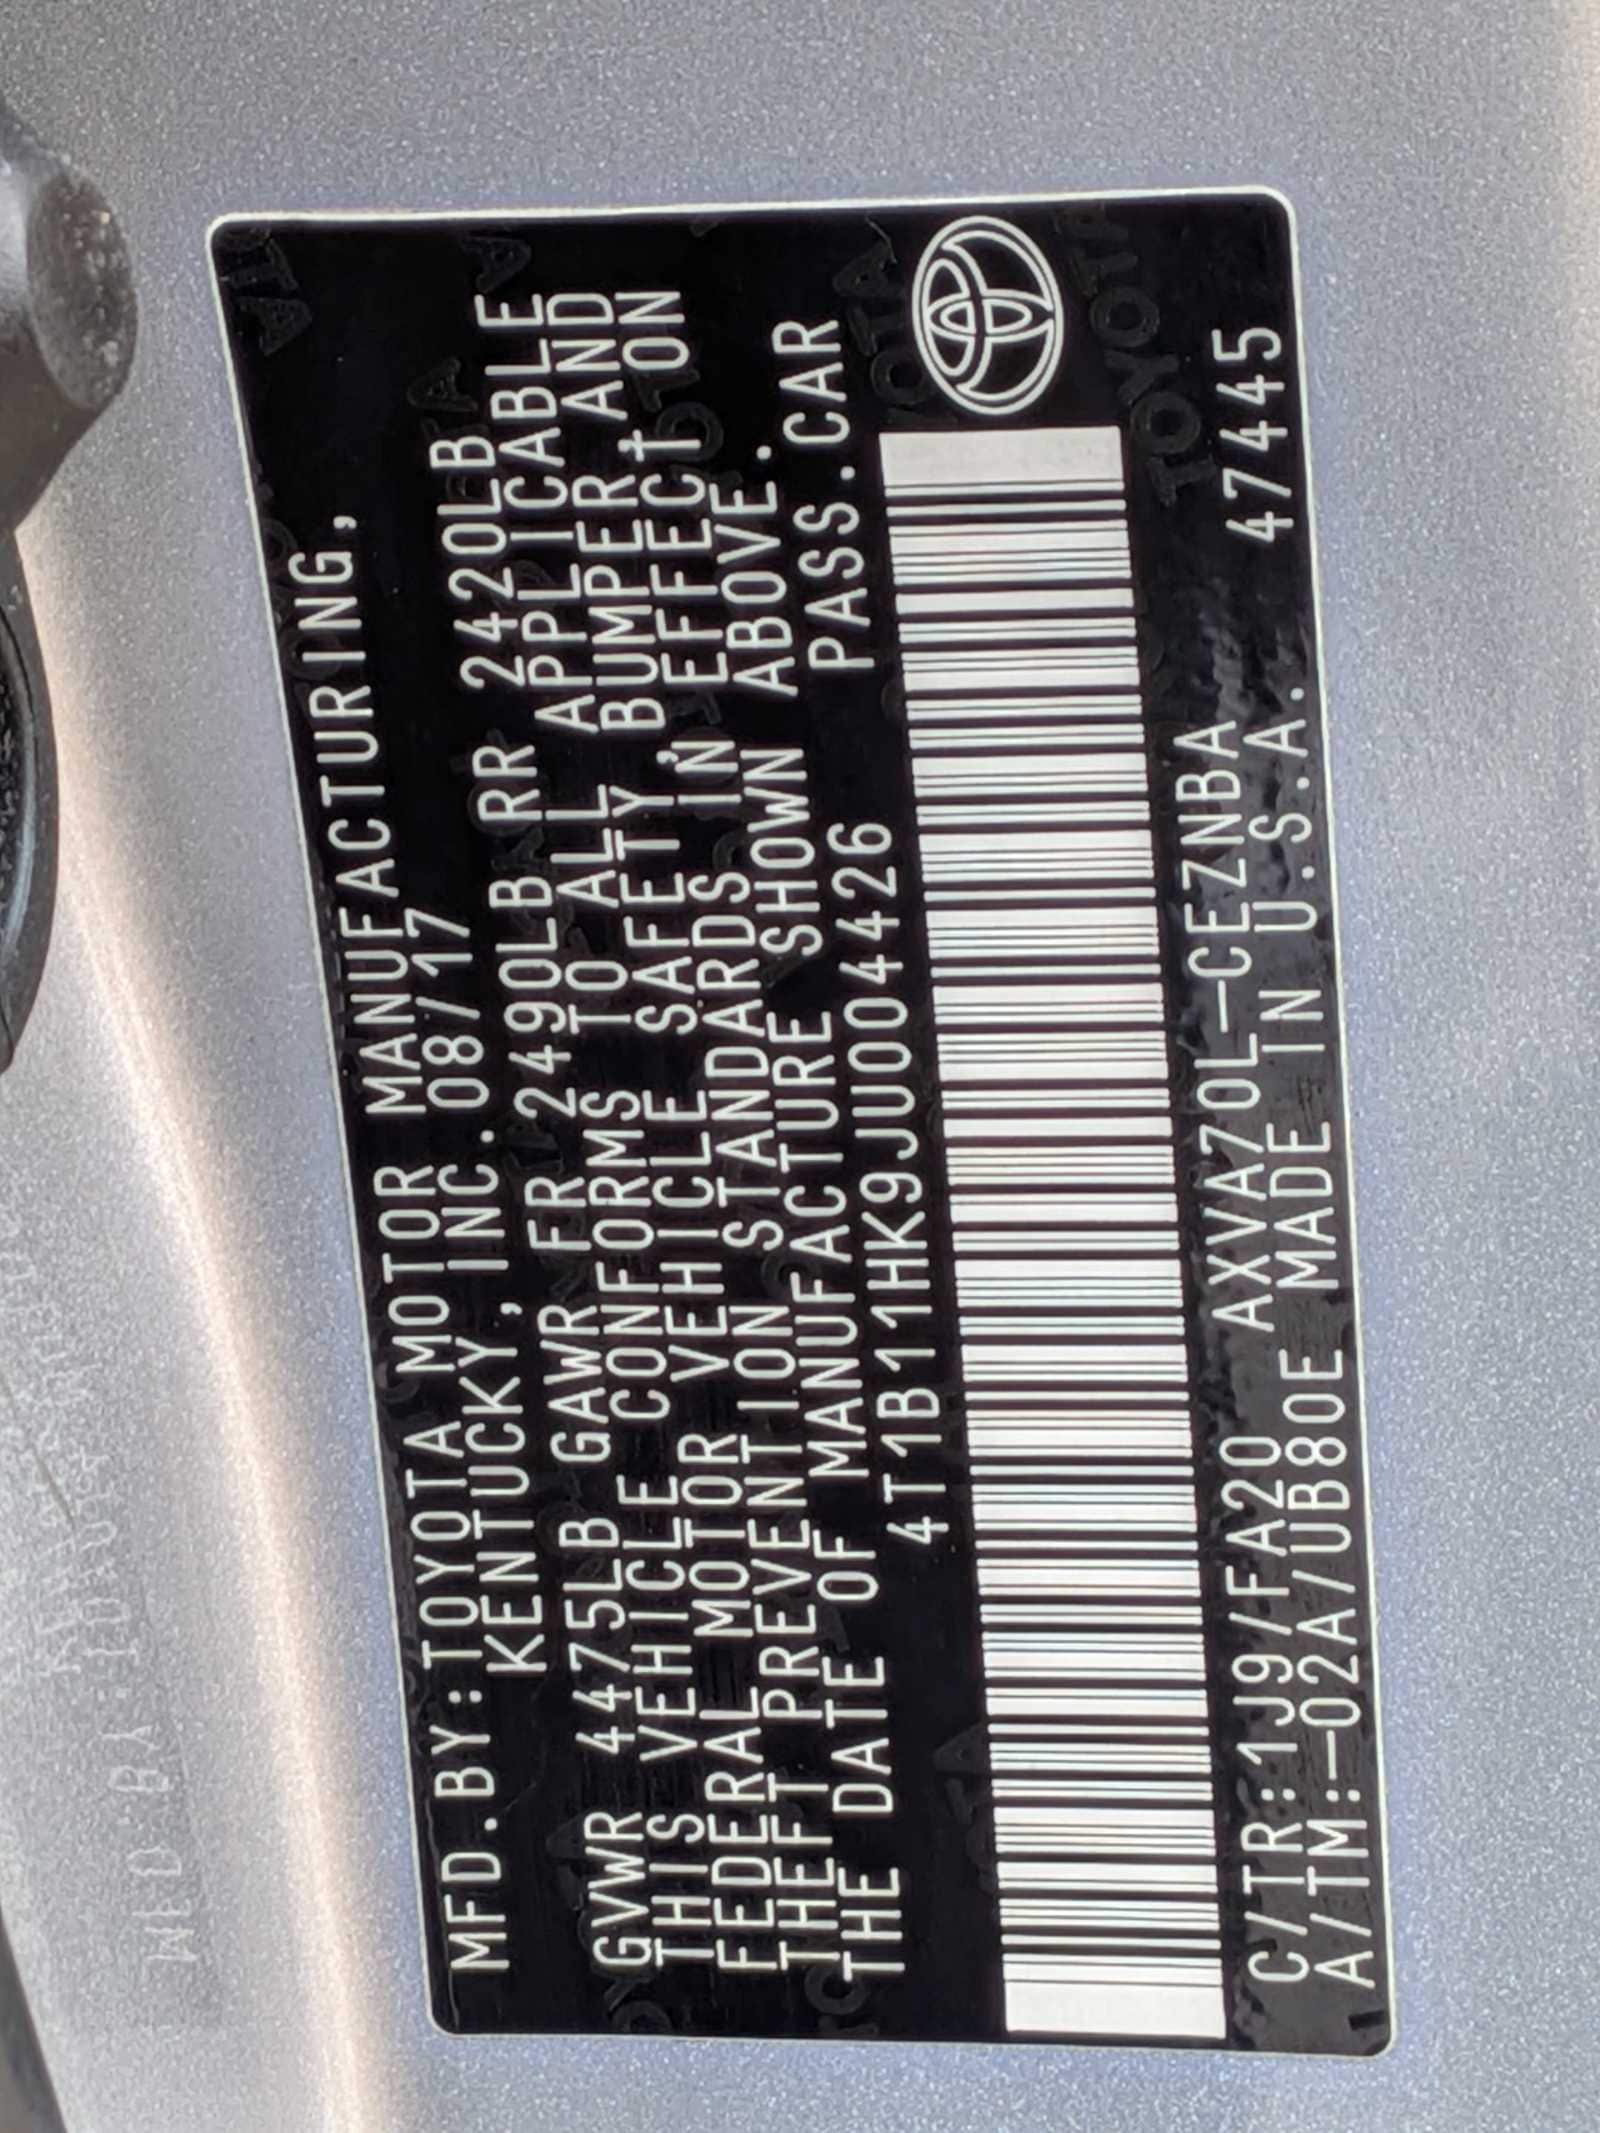 MFD.BY:TOYOTA MOTOR MANUFACTURING,
KENTUCKY, INC. 08/17
GVWR 4475LB GAWR FR 2490LB RR 2420LB
THIS VEHICLE CONFORMS TO ALL APPLICABLE
FEDERAL MOTOR VEHICLE SAFETY, BUMPER, AND
THEFT PREVENTION STANDARDS IN EFFECT ON
THE DATE OF MANUFACTURE SHOWN ABOVE.
4T1B11HK9JU004426 PASS.CAR
C/TR:1J9/FA20 AXVA70L-CEZNBA 47445
A/TM:-02A/UB80E MADE IN U.S.A.